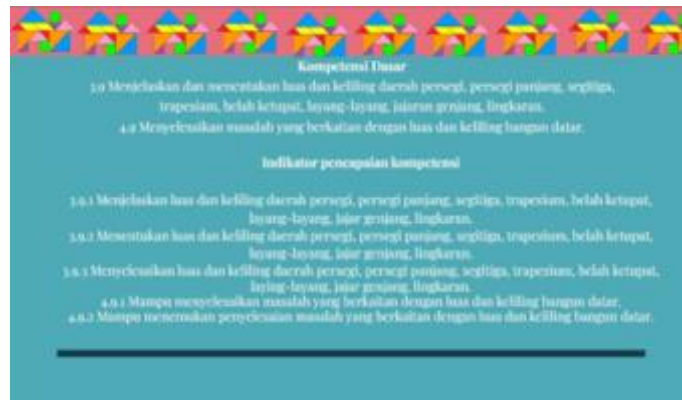 Kompetensi Dasar
3.9 Menjelaskan dan menentukan luas dan keliling daerah persegi, persegi panjang, segitiga,
trapesium, belah ketupat, layang-layang, jajaran genjang, lingkaran.
4.9 Menyelesaikan masalah yang berkaitan dengan luas dan keliling bangun datar.
Indikator pencapaian kompetensi
3.9.1 Menjelaskan luas dan keliling daerah persegi, persegi panjang, segitiga, trapesium, belah ketupat,
layang-layang, jajar genjang, lingkaran.
3.9.2 Menentukan luas dan keliling daerah persegi, persegi panjang, segitiga, trapesium, belah ketupat,
layang-layang, jajar genjang, lingkaran.
3.9.3 Menyelesaikan luas dan keliling daerah persegi, persegi panjang, segitiga, trapesium, belah ketupat,
laying-layang, jajar genjang, lingkaran.
4.9.1 Mampu menyelesaikan masalah yang berkaitan dengan luas dan keliling bangun datar.
4.9.2 Mampu menemukan penyelesaian masalah yang berkaitan dengan luas dan keliling bangun datar.